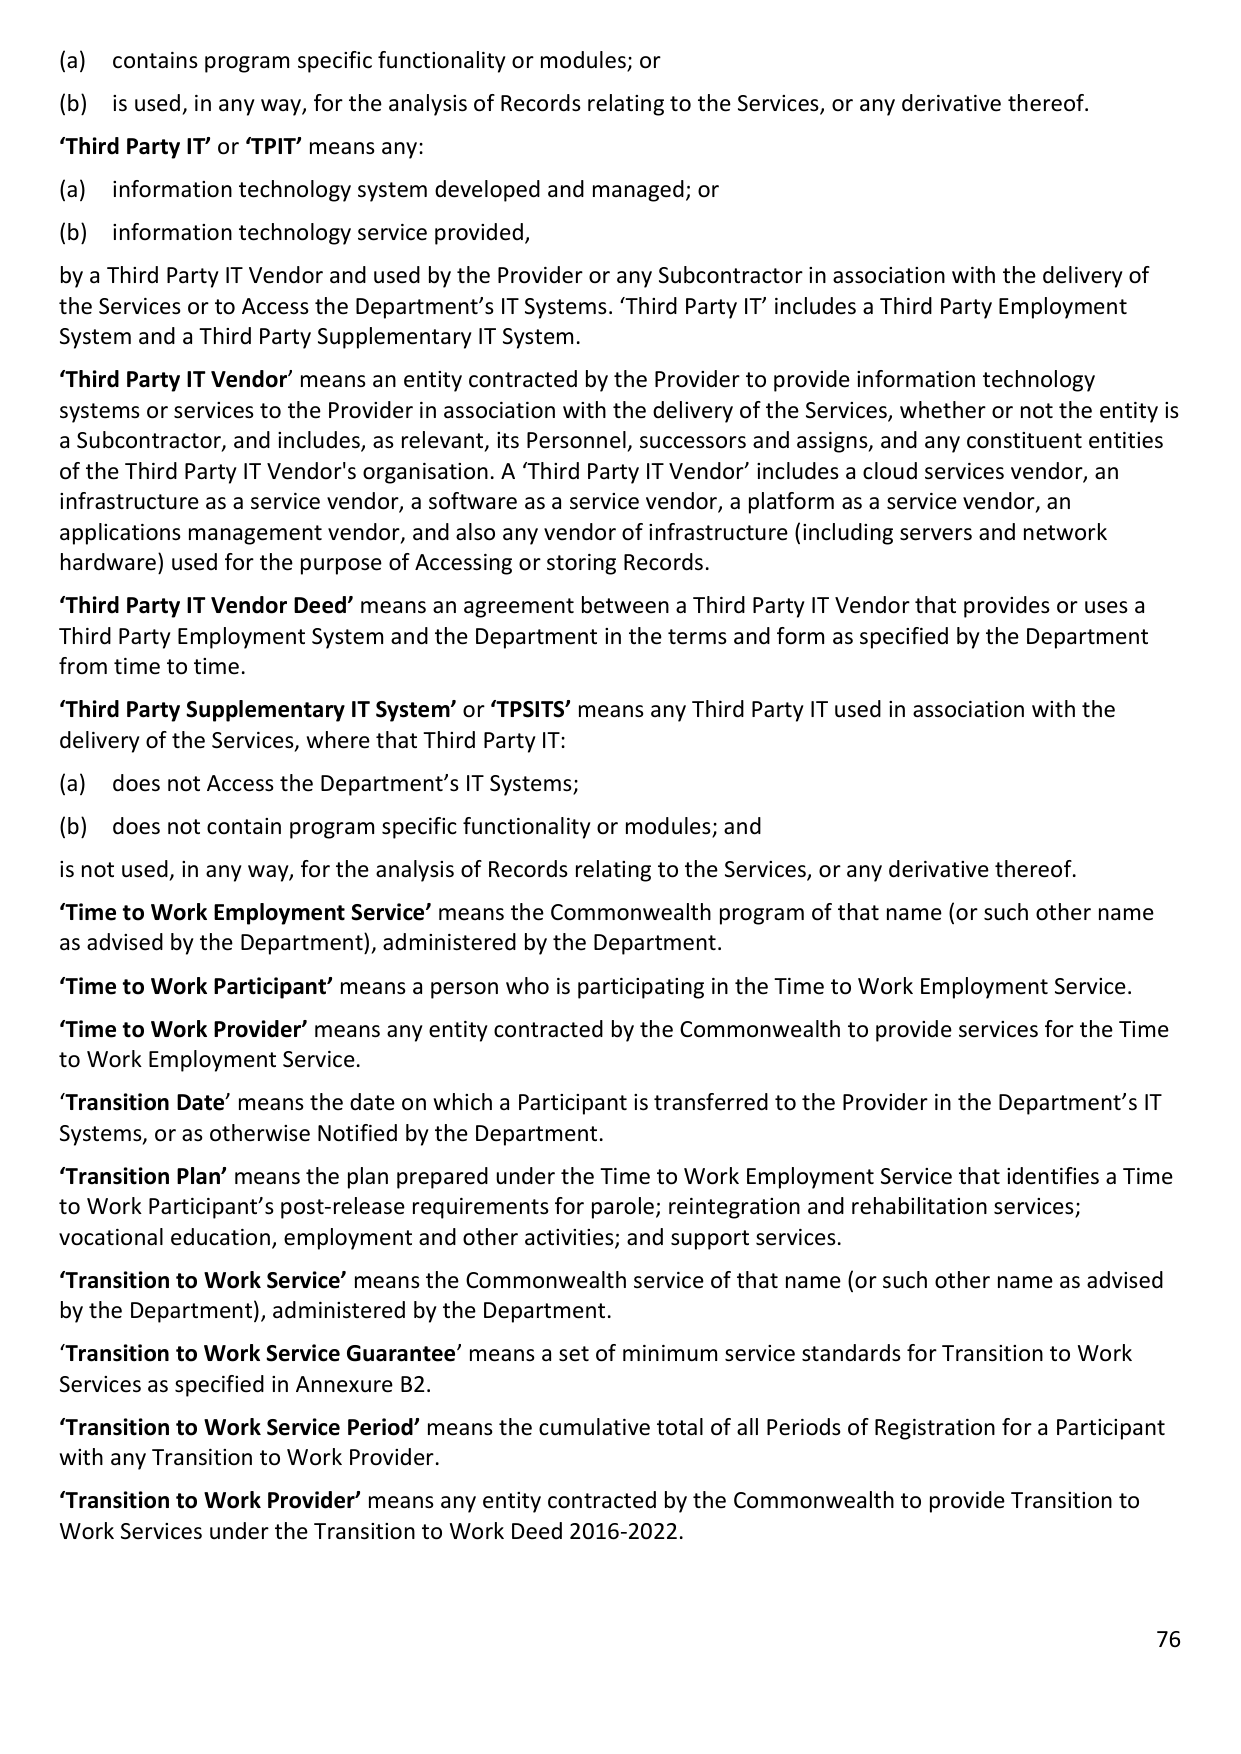 (a) contains program specific functionality or modules; or
(b) is used, in any way, for the analysis of Records relating to the Services, or any derivative thereof.
‘Third Party IT’ or ‘TPIT’ means any:
(a) information technology system developed and managed; or
(b) information technology service provided,
by a Third Party IT Vendor and used by the Provider or any Subcontractor in association with the delivery of
the Services or to Access the Department’s IT Systems. ‘Third Party IT’ includes a Third Party Employment
System and a Third Party Supplementary IT System.
‘Third Party IT Vendor’ means an entity contracted by the Provider to provide information technology
systems or services to the Provider in association with the delivery of the Services, whether or not the entity is
a Subcontractor, and includes, as relevant, its Personnel, successors and assigns, and any constituent entities
of the Third Party IT Vendor's organisation. A ‘Third Party IT Vendor’ includes a cloud services vendor, an
infrastructure as a service vendor, a software as a service vendor, a platform as a service vendor, an
applications management vendor, and also any vendor of infrastructure (including servers and network
hardware) used for the purpose of Accessing or storing Records.
‘Third Party IT Vendor Deed’ means an agreement between a Third Party IT Vendor that provides or uses a
Third Party Employment System and the Department in the terms and form as specified by the Department
from time to time.
‘Third Party Supplementary IT System’ or ‘TPSITS’ means any Third Party IT used in association with the
delivery of the Services, where that Third Party IT:
(a) does not Access the Department’s IT Systems;
(b) does not contain program specific functionality or modules; and
is not used, in any way, for the analysis of Records relating to the Services, or any derivative thereof.
‘Time to Work Employment Service’ means the Commonwealth program of that name (or such other name
as advised by the Department), administered by the Department.
‘Time to Work Participant’ means a person who is participating in the Time to Work Employment Service.
‘Time to Work Provider’ means any entity contracted by the Commonwealth to provide services for the Time
to Work Employment Service.
‘Transition Date’ means the date on which a Participant is transferred to the Provider in the Department’s IT
Systems, or as otherwise Notified by the Department.
‘Transition Plan’ means the plan prepared under the Time to Work Employment Service that identifies a Time
to Work Participant’s post-release requirements for parole; reintegration and rehabilitation services;
vocational education, employment and other activities; and support services.
‘Transition to Work Service’ means the Commonwealth service of that name (or such other name as advised
by the Department), administered by the Department.
‘Transition to Work Service Guarantee’ means a set of minimum service standards for Transition to Work
Services as specified in Annexure B2.
‘Transition to Work Service Period’ means the cumulative total of all Periods of Registration for a Participant
with any Transition to Work Provider.
‘Transition to Work Provider’ means any entity contracted by the Commonwealth to provide Transition to
Work Services under the Transition to Work Deed 2016-2022.
76